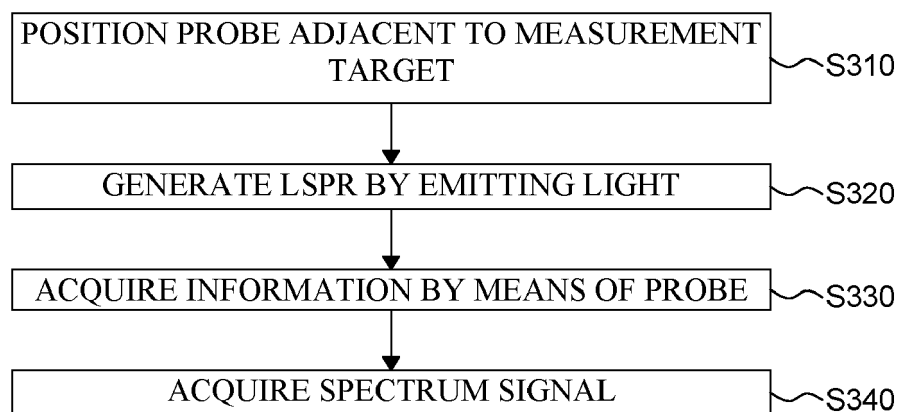 POSITION PROBE ADJACENT TO MEASUREMENT
TARGET
S310
GENERATE LSPR BY EMITTING LIGHT
S320
ACQUIRE INFORMATION BY MEANS OF PROBE
S330
ACQUIRE SPECTRUM SIGNAL
S340